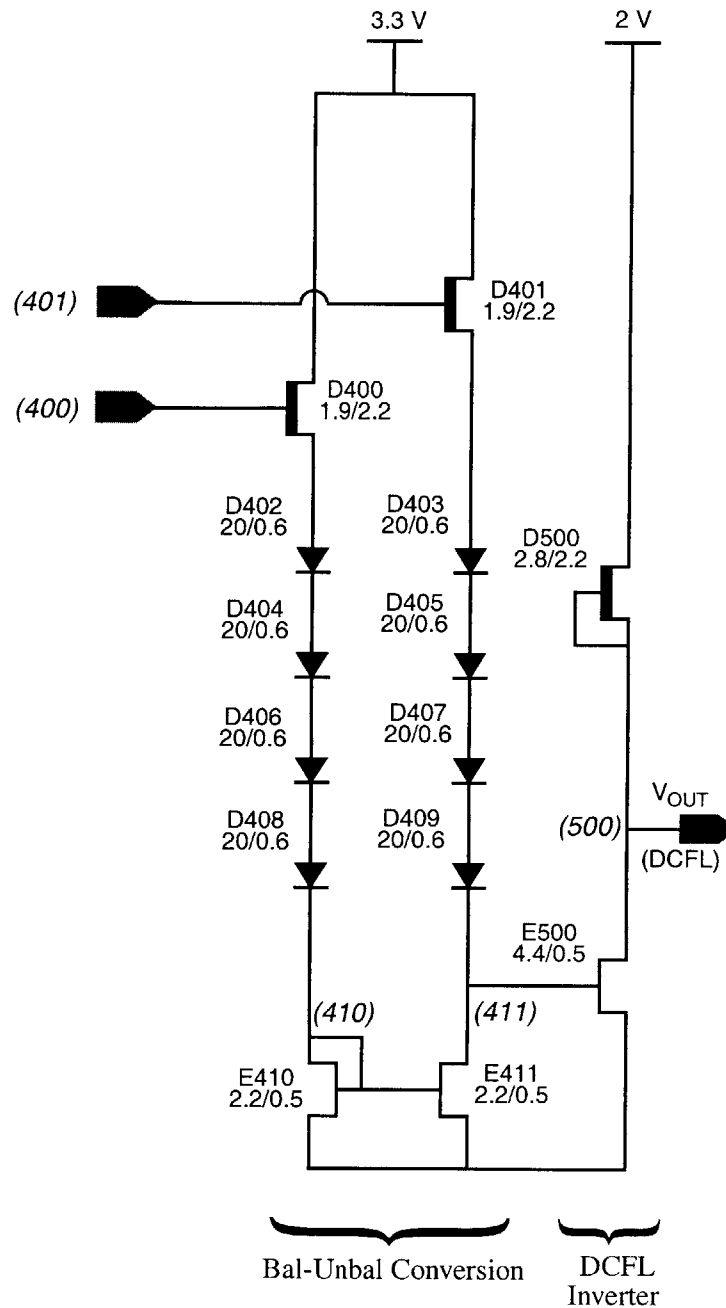 3.3 V
2 V
(401)
D401
1.9/2.2
(400)
D400
1.9/2.2
D402
20/0.6
D403
20/0.6
D500
2.8/2.2
D404
20/0.6
D405
20/0.6
D406
20/0.6
D407
20/0.6
D408
20/0.6
D409
20/0.6
(500)
VOUT
(DCFL)
E500
4.4/0.5
(410)
(411)
E410
2.2/0.5
E411
2.2/0.5
Bal-Unbal Conversion
DCFL
Inverter